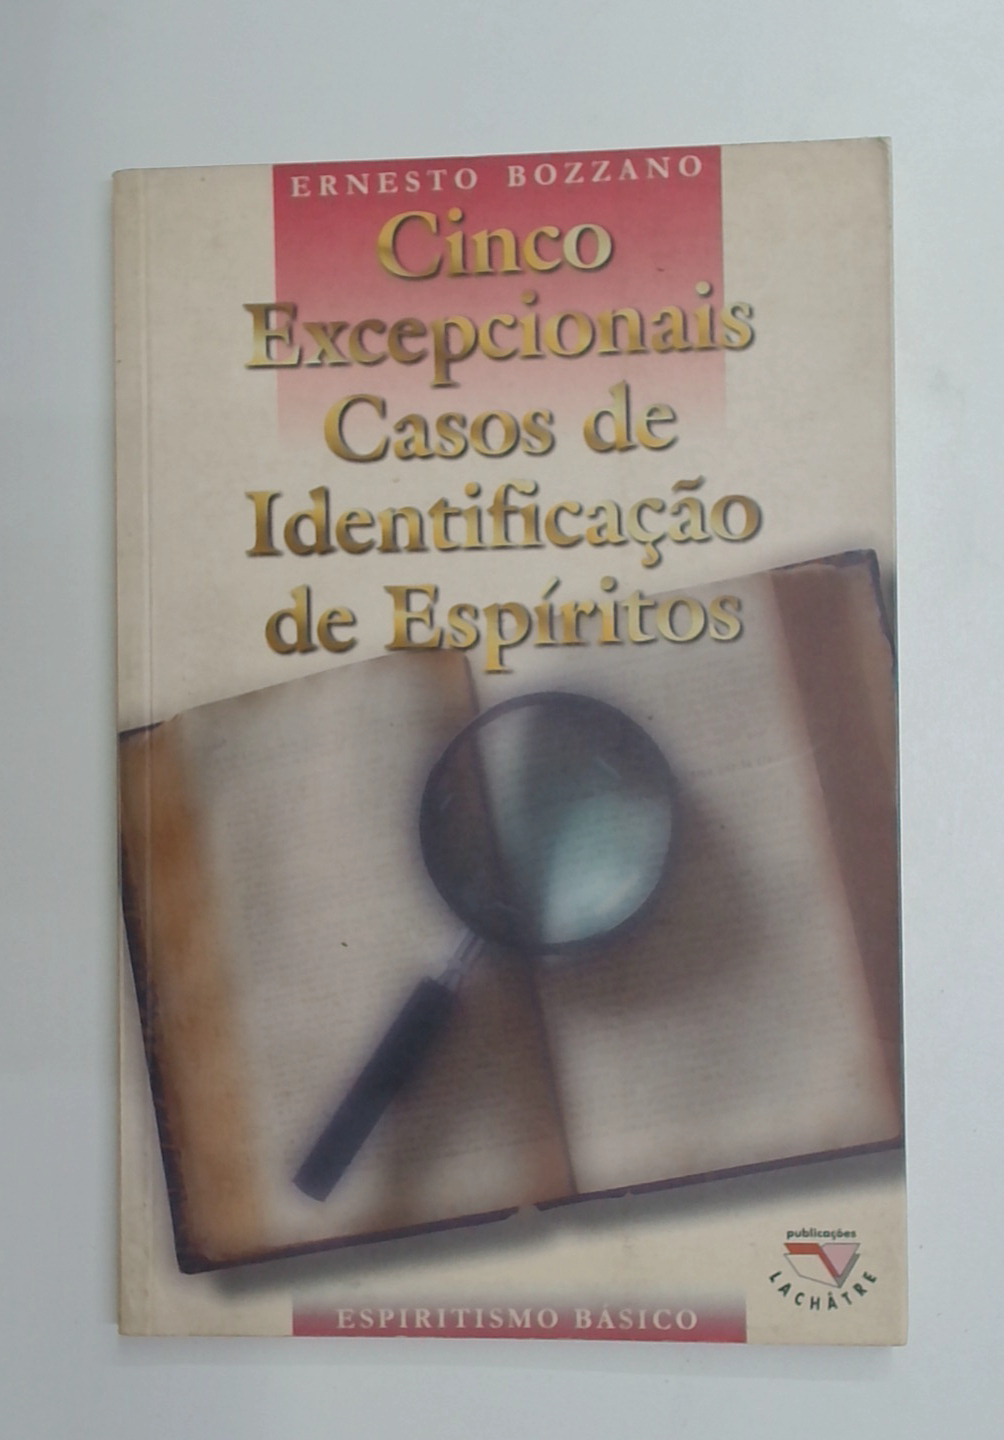 ERNESTO BOZZANO
Cinco
Excepcionais
Casos de
Identificação
de Espíritos
publicações
LACHÂTRE
ESPIRITISMO BÁSICO